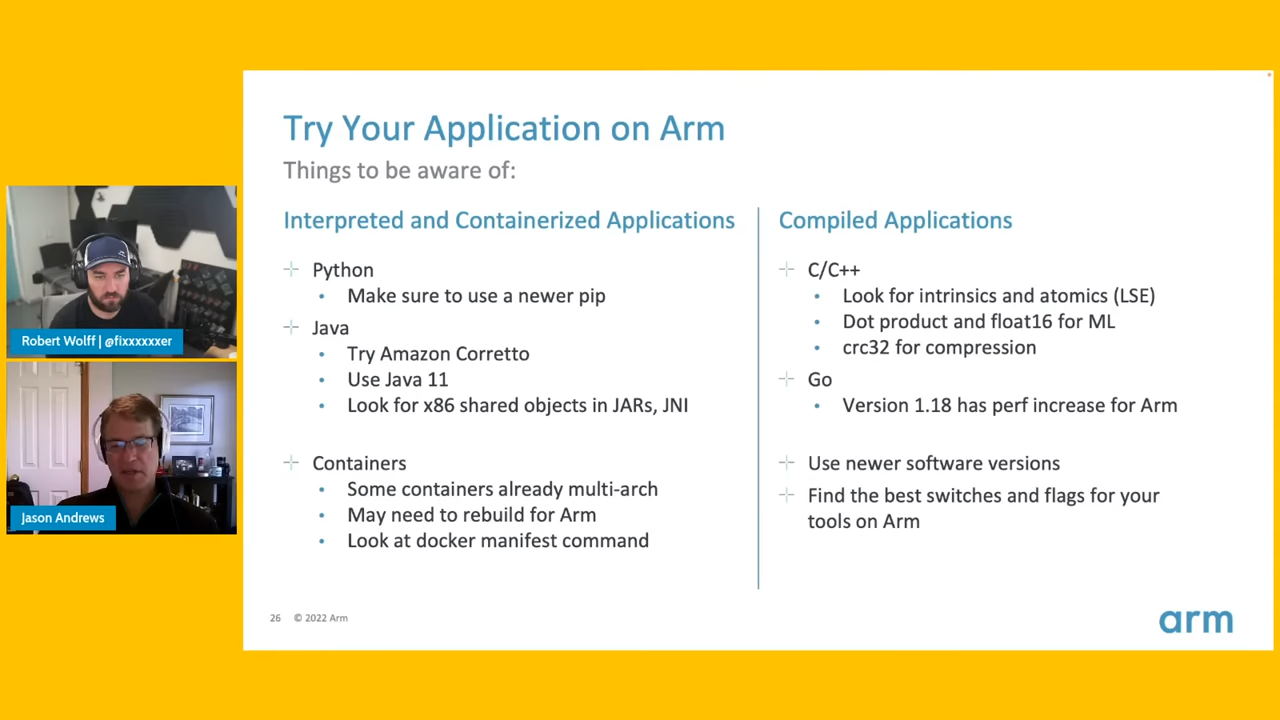 Try Your Application on Arm
Things to be aware of:
Interpreted and Containerized Applications
Python
Make sure to use a newer pip
Java
Try Amazon Corretto
Use Java 11
Look for x86 shared objects in JARs, JNI
Containers
Some containers already multi-arch
May need to rebuild for Arm
Look at docker manifest command
Compiled Applications
C/C++
Look for intrinsics and atomics (LSE)
Dot product and float16 for ML
crc32 for compression
Go
Version 1.18 has perf increase for Arm
Use newer software versions
Find the best switches and flags for your
tools on Arm
26 © 2022 Arm
arm
Robert Wolff | @fixxxxxxer
Jason Andrews